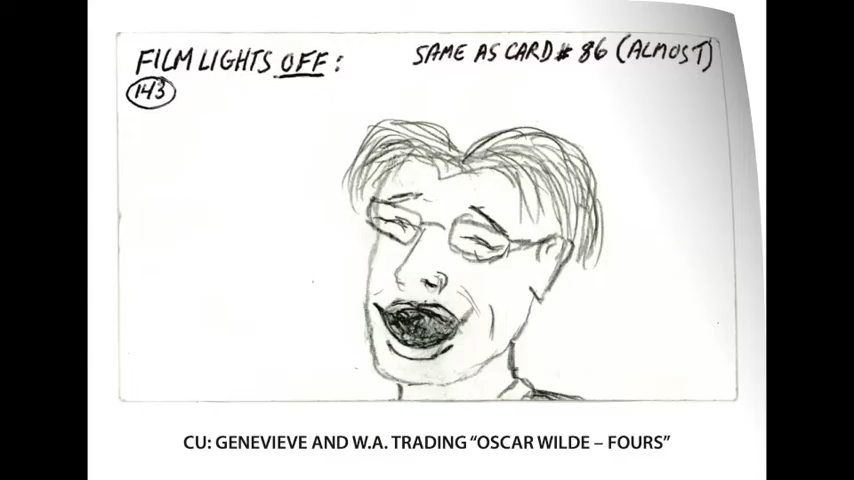 FILM LIGHTS OFF: SAME AS CARD # 86 (ALMOST)
143
CU: GENEVIEVE AND W.A. TRADING “OSCAR WILDE – FOURS”